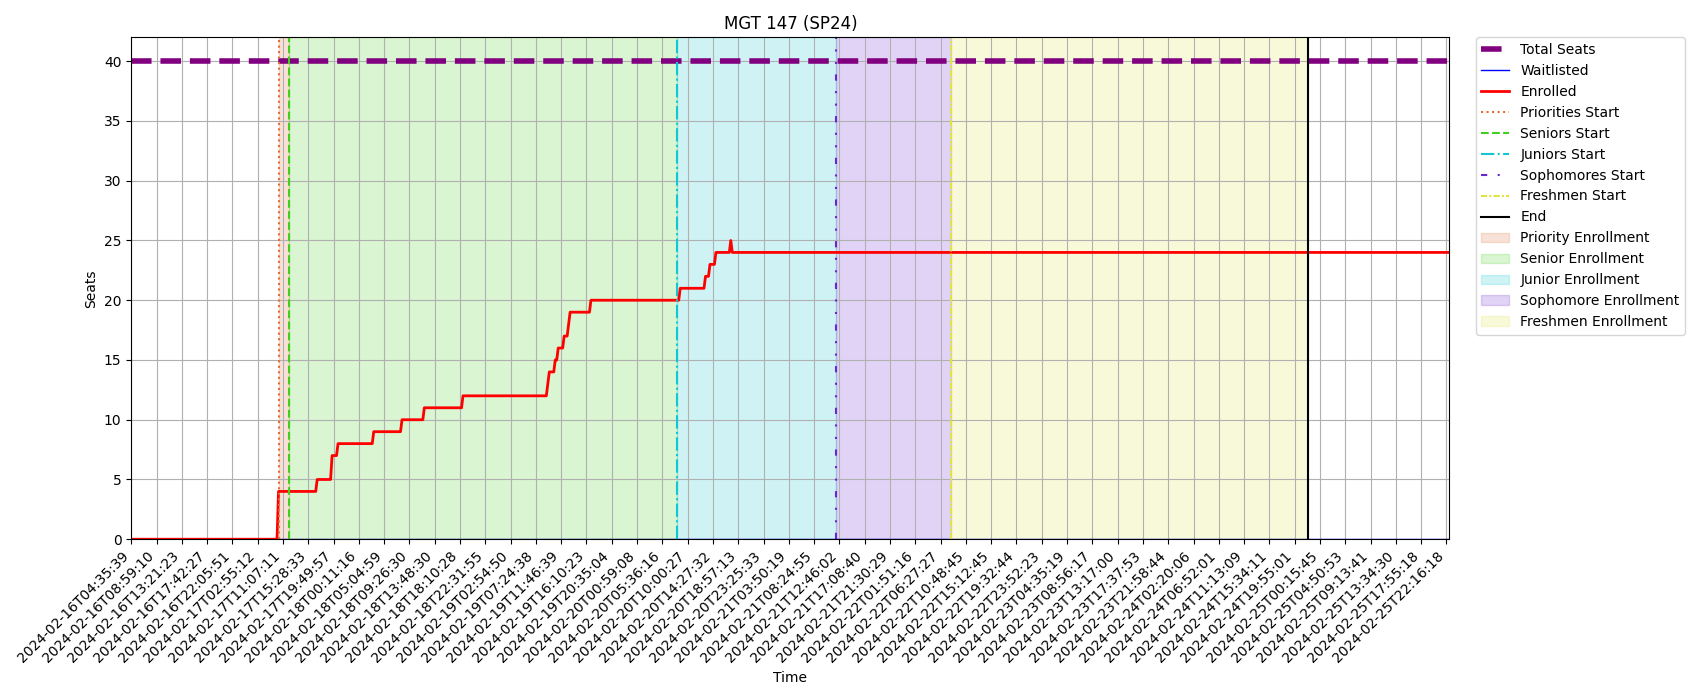 MGT 147 (SP24)
Seats
40
35
30
25
20
15
10
5
0
2024-02-16T04:35:39
2024-02-16T08:59:10
2024-02-16T13:21:23
2024-02-16T17:42:27
2024-02-16T22:05:51
2024-02-17T02:55:12
2024-02-17T11:07:11
2024-02-17T15:28:33
2024-02-17T19:49:57
2024-02-18T00:11:16
2024-02-18T05:04:59
2024-02-18T09:26:30
2024-02-18T13:48:30
2024-02-18T18:10:28
2024-02-18T22:31:55
2024-02-19T02:54:50
2024-02-19T07:24:38
2024-02-19T11:46:39
2024-02-19T16:10:23
2024-02-19T20:35:04
2024-02-20T00:59:08
2024-02-20T05:36:16
2024-02-20T10:00:27
2024-02-20T14:27:32
2024-02-20T18:57:13
2024-02-20T23:25:33
2024-02-21T03:50:19
2024-02-21T08:24:55
2024-02-21T12:46:02
2024-02-21T17:08:40
2024-02-21T21:30:29
2024-02-22T01:51:16
2024-02-22T06:27:27
2024-02-22T10:48:45
2024-02-22T15:12:45
2024-02-22T19:32:44
2024-02-22T23:52:23
2024-02-23T04:35:19
2024-02-23T08:56:17
2024-02-23T13:17:00
2024-02-23T17:37:53
2024-02-23T21:58:44
2024-02-24T02:20:06
2024-02-24T06:52:01
2024-02-24T11:13:09
2024-02-24T15:34:11
2024-02-24T19:55:01
2024-02-25T00:15:45
2024-02-25T04:50:53
2024-02-25T09:13:41
2024-02-25T13:34:30
2024-02-25T17:55:18
2024-02-25T22:16:18
Time
Total Seats
Waitlisted
Enrolled
Priorities Start
Seniors Start
Juniors Start
Sophomores Start
Freshmen Start
End
Priority Enrollment
Senior Enrollment
Junior Enrollment
Sophomore Enrollment
Freshmen Enrollment